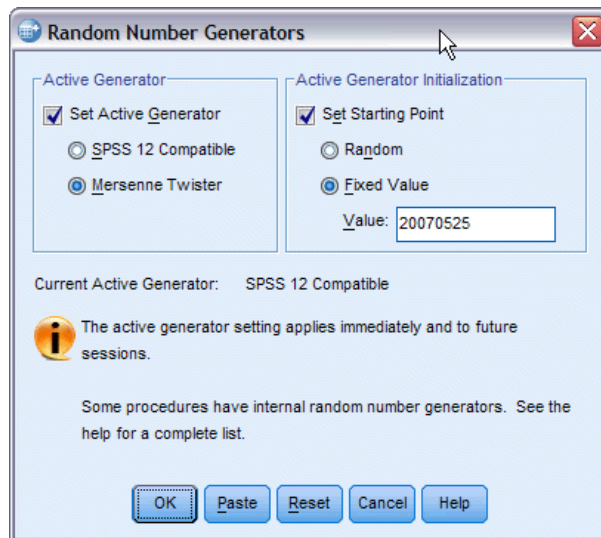 Random Number Generators
Active Generator
Set Active Generator
SPSS 12 Compatible
Mersenne Twister
Active Generator Initialization
Set Starting Point
Random
Fixed Value
Value: 20070525
Current Active Generator: SPSS 12 Compatible
The active generator setting applies immediately and to future
sessions.
Some procedures have internal random number generators. See the
help for a complete list.
OK Paste Reset Cancel Help